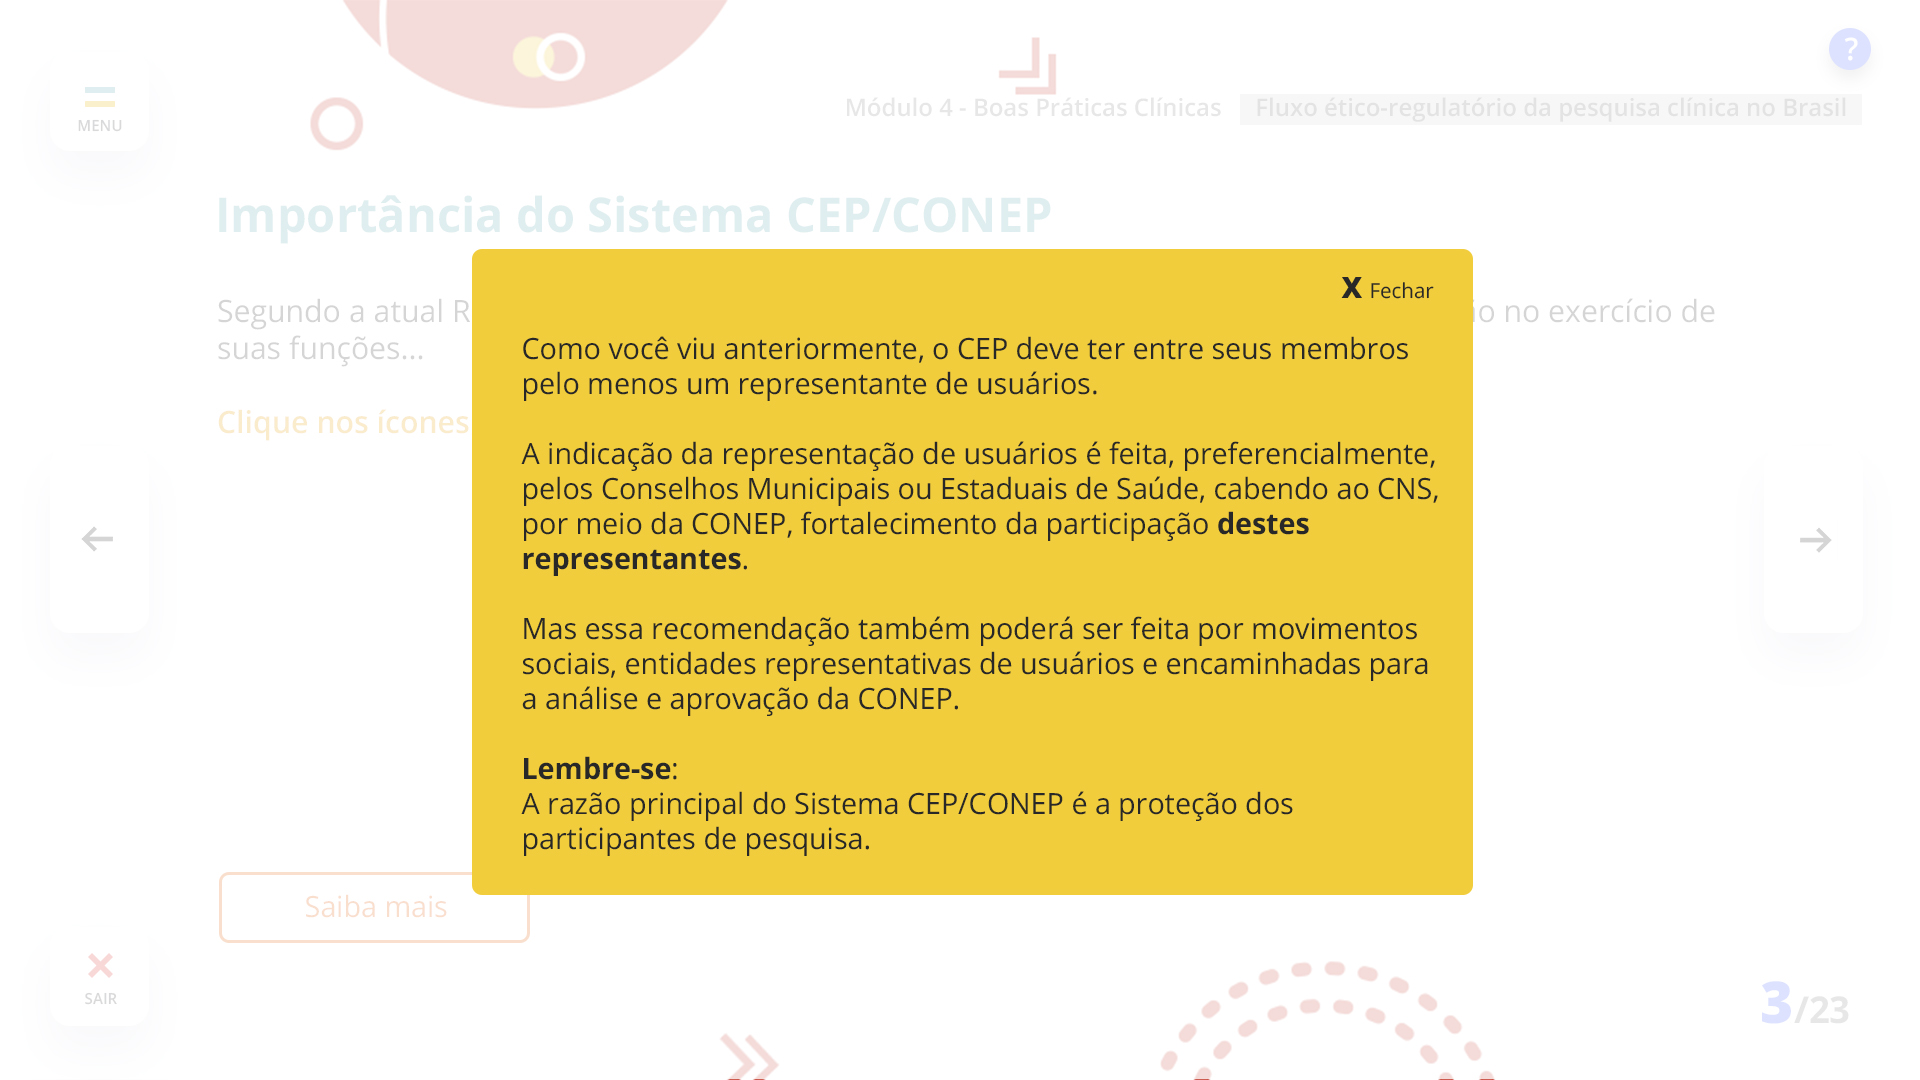 ?
MENU
Módulo 4 - Boas Práticas Clínicas
Fluxo ético-regulatório da pesquisa clínica no Brasil
Importância do Sistema CEP/CONEP
Segundo a atual
no exercício de
suas funções...
Clique nos ícones
X Fechar
Como você viu anteriormente, o CEP deve ter entre seus membros
pelo menos um representante de usuários.
A indicação da representação de usuários é feita, preferencialmente,
pelos Conselhos Municipais ou Estaduais de Saúde, cabendo ao CNS,
por meio da CONEP, fortalecimento da participação destes
representantes.
Mas essa recomendação também poderá ser feita por movimentos
sociais, entidades representativas de usuários e encaminhadas para
a análise e aprovação da CONEP.
Lembre-se:
A razão principal do Sistema CEP/CONEP é a proteção dos
participantes de pesquisa.
Saiba mais
SAIR
3/23